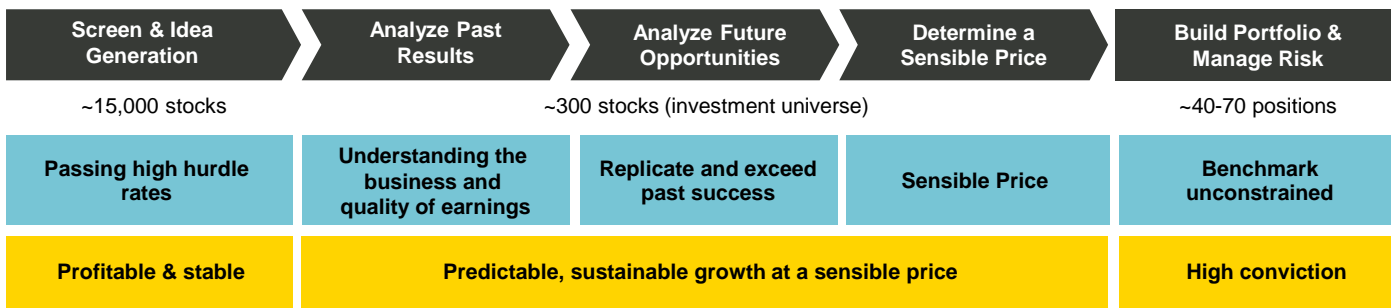 Screen & Idea
Generation
Analyze Past
Results
Analyze Future
Opportunities
Determine a
Sensible Price
Build Portfolio &
Manage Risk
~15,000 stocks
~300 stocks (investment universe)
~40-70 positions
Passing high hurdle
rates
Understanding the
business and
quality of earnings
Replicate and exceed
past success
Sensible Price
Benchmark
unconstrained
Profitable & stable
Predictable, sustainable growth at a sensible price
High conviction